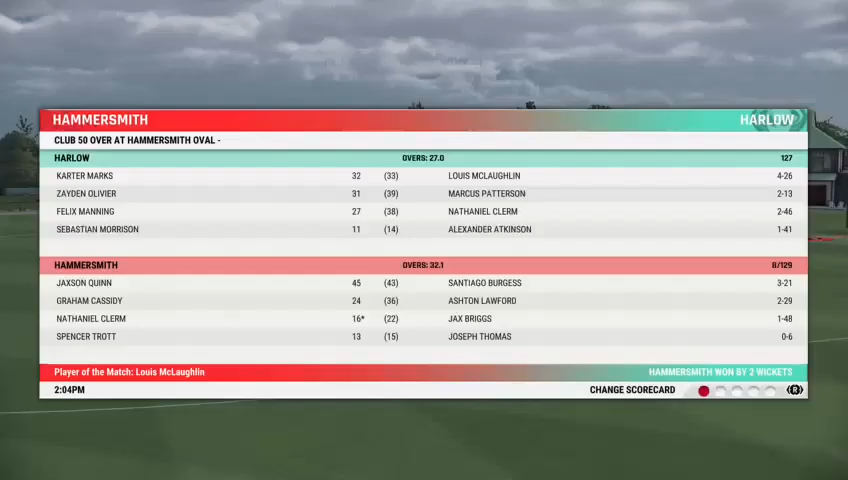 HAMMERSMITH HARLOW
CLUB 50 OVER AT HAMMERSMITH OVAL -
HARLOW OVERS: 27.0 127
KARTER MARKS 32 (33) LOUIS MCLAUGHLIN 4-26
ZAYDEN OLIVIER 31 (39) MARCUS PATTERSON 2-13
FELIX MANNING 27 (38) NATHANIEL CLERM 2-46
SEBASTIAN MORRISON 11 (14) ALEXANDER ATKINSON 1-41
HAMMERSMITH OVERS: 32.1 8/129
JAXSON QUINN 45 (43) SANTIAGO BURGESS 3-21
GRAHAM CASSIDY 24 (36) ASHTON LAWFORD 2-29
NATHANIEL CLERM 16* (22) JAX BRIGGS 1-48
SPENCER TROTT 13 (15) JOSEPH THOMAS 0-6
Player of the Match: Louis McLaughlin HAMMERSMITH WON BY 2 WICKETS
2:04PM CHANGE SCORECARD R